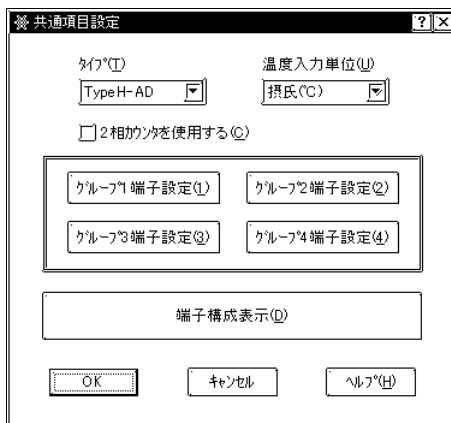 共通項目設定
ﾀｲﾌﾟ(T) 温度入力単位(U)
Type H-AD 摂氏(℃)
2相ｶｳﾝﾀを使用する(C)
ｸﾞﾙｰﾌﾟ1端子設定(1) ｸﾞﾙｰﾌﾟ2端子設定(2)
ｸﾞﾙｰﾌﾟ3端子設定(3) ｸﾞﾙｰﾌﾟ4端子設定(4)
端子構成表示(D)
OK ｷｬﾝｾﾙ ﾍﾙﾌﾟ(H)